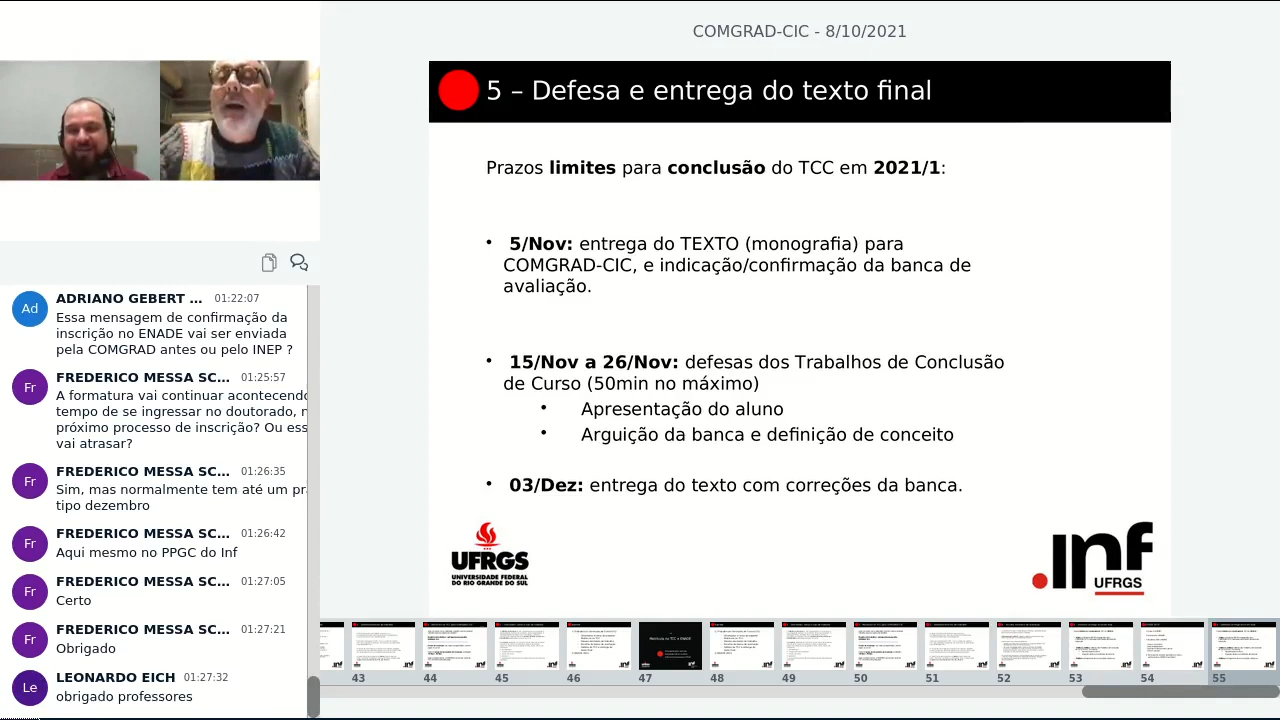 COMGRAD-CIC - 8/10/2021
5 – Defesa e entrega do texto final
Prazos limites para conclusão do TCC em 2021/1:
• 5/Nov: entrega do TEXTO (monografia) para
COMGRAD-CIC, e indicação/confirmação da banca de
avaliação.
• 15/Nov a 26/Nov: defesas dos Trabalhos de Conclusão
de Curso (50min no máximo)
• Apresentação do aluno
• Arguição da banca e definição de conceito
• 03/Dez: entrega do texto com correções da banca.
UFRGS
UNIVERSIDADE FEDERAL
DO RIO GRANDE DO SUL
.inf
UFRGS
Ad
ADRIANO GEBERT ... 01:22:07
Essa mensagem de confirmação da
inscrição no ENADE vai ser enviada
pela COMGRAD antes ou pelo INEP ?
Fr
FREDERICO MESSA SC... 01:25:57
A formatura vai continuar acontecendo
tempo de se ingressar no doutorado, n
próximo processo de inscrição? Ou ess
vai atrasar?
Fr
FREDERICO MESSA SC... 01:26:35
Sim, mas normalmente tem até um pr
tipo dezembro
Fr
FREDERICO MESSA SC... 01:26:42
Aqui mesmo no PPGC do Inf
Fr
FREDERICO MESSA SC... 01:27:05
Certo
Fr
FREDERICO MESSA SC... 01:27:21
Obrigado
Le
LEONARDO EICH 01:27:32
obrigado professores
43 44 45 46 47 48 49 50 51 52 53 54 55